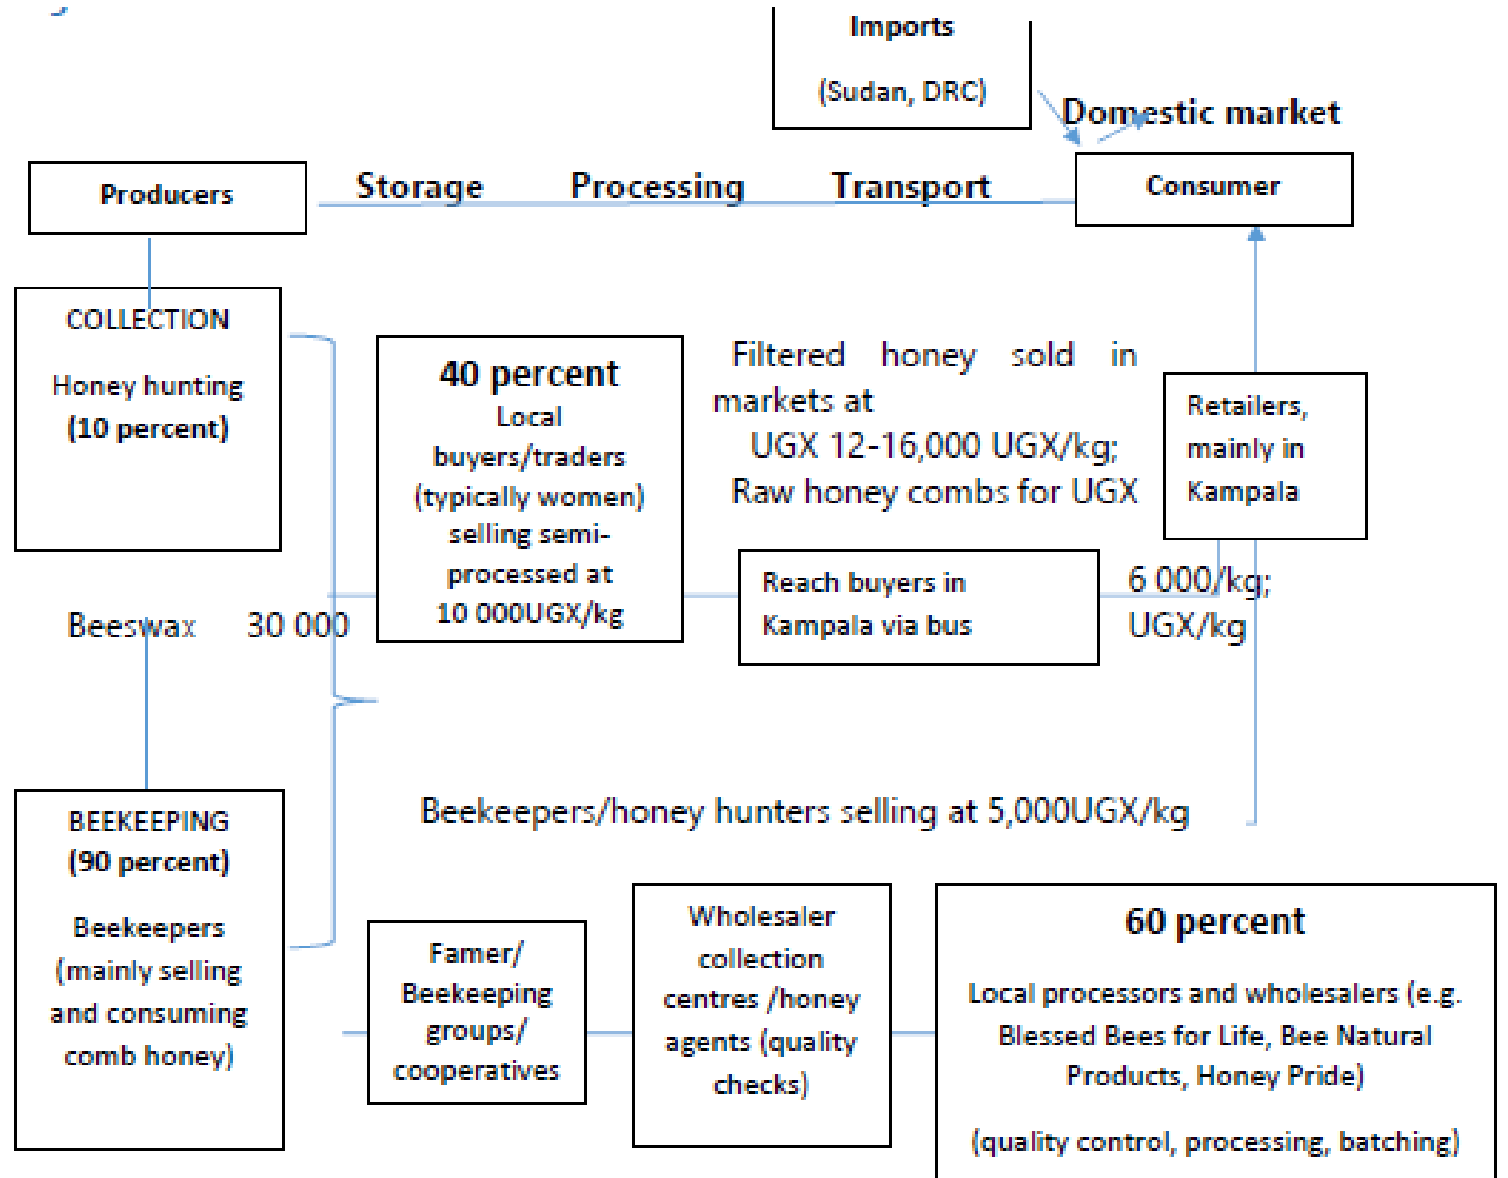 Imports
(Sudan, DRC)
Domestic market
Producers
Storage Processing Transport
Consumer
COLLECTION
Honey hunting
(10 percent)
40 percent
Local
buyers/traders
(typically women)
selling semi-
processed at
10 000UGX/kg
Filtered honey sold in
markets at
UGX 12-16,000 UGX/kg;
Raw honey combs for UGX
Retailers,
mainly in
Kampala
Reach buyers in
Kampala via bus
6 000/kg;
UGX/kg
Beeswax 30 000
Beekeepers/honey hunters selling at 5,000UGX/kg
BEEKEEPING
(90 percent)
Beekeepers
(mainly selling
and consuming
comb honey)
Famer/
Beekeeping
groups/
cooperatives
Wholesaler
collection
centres /honey
agents (quality
checks)
60 percent
Local processors and wholesalers (e.g.
Blessed Bees for Life, Bee Natural
Products, Honey Pride)
(quality control, processing, batching)